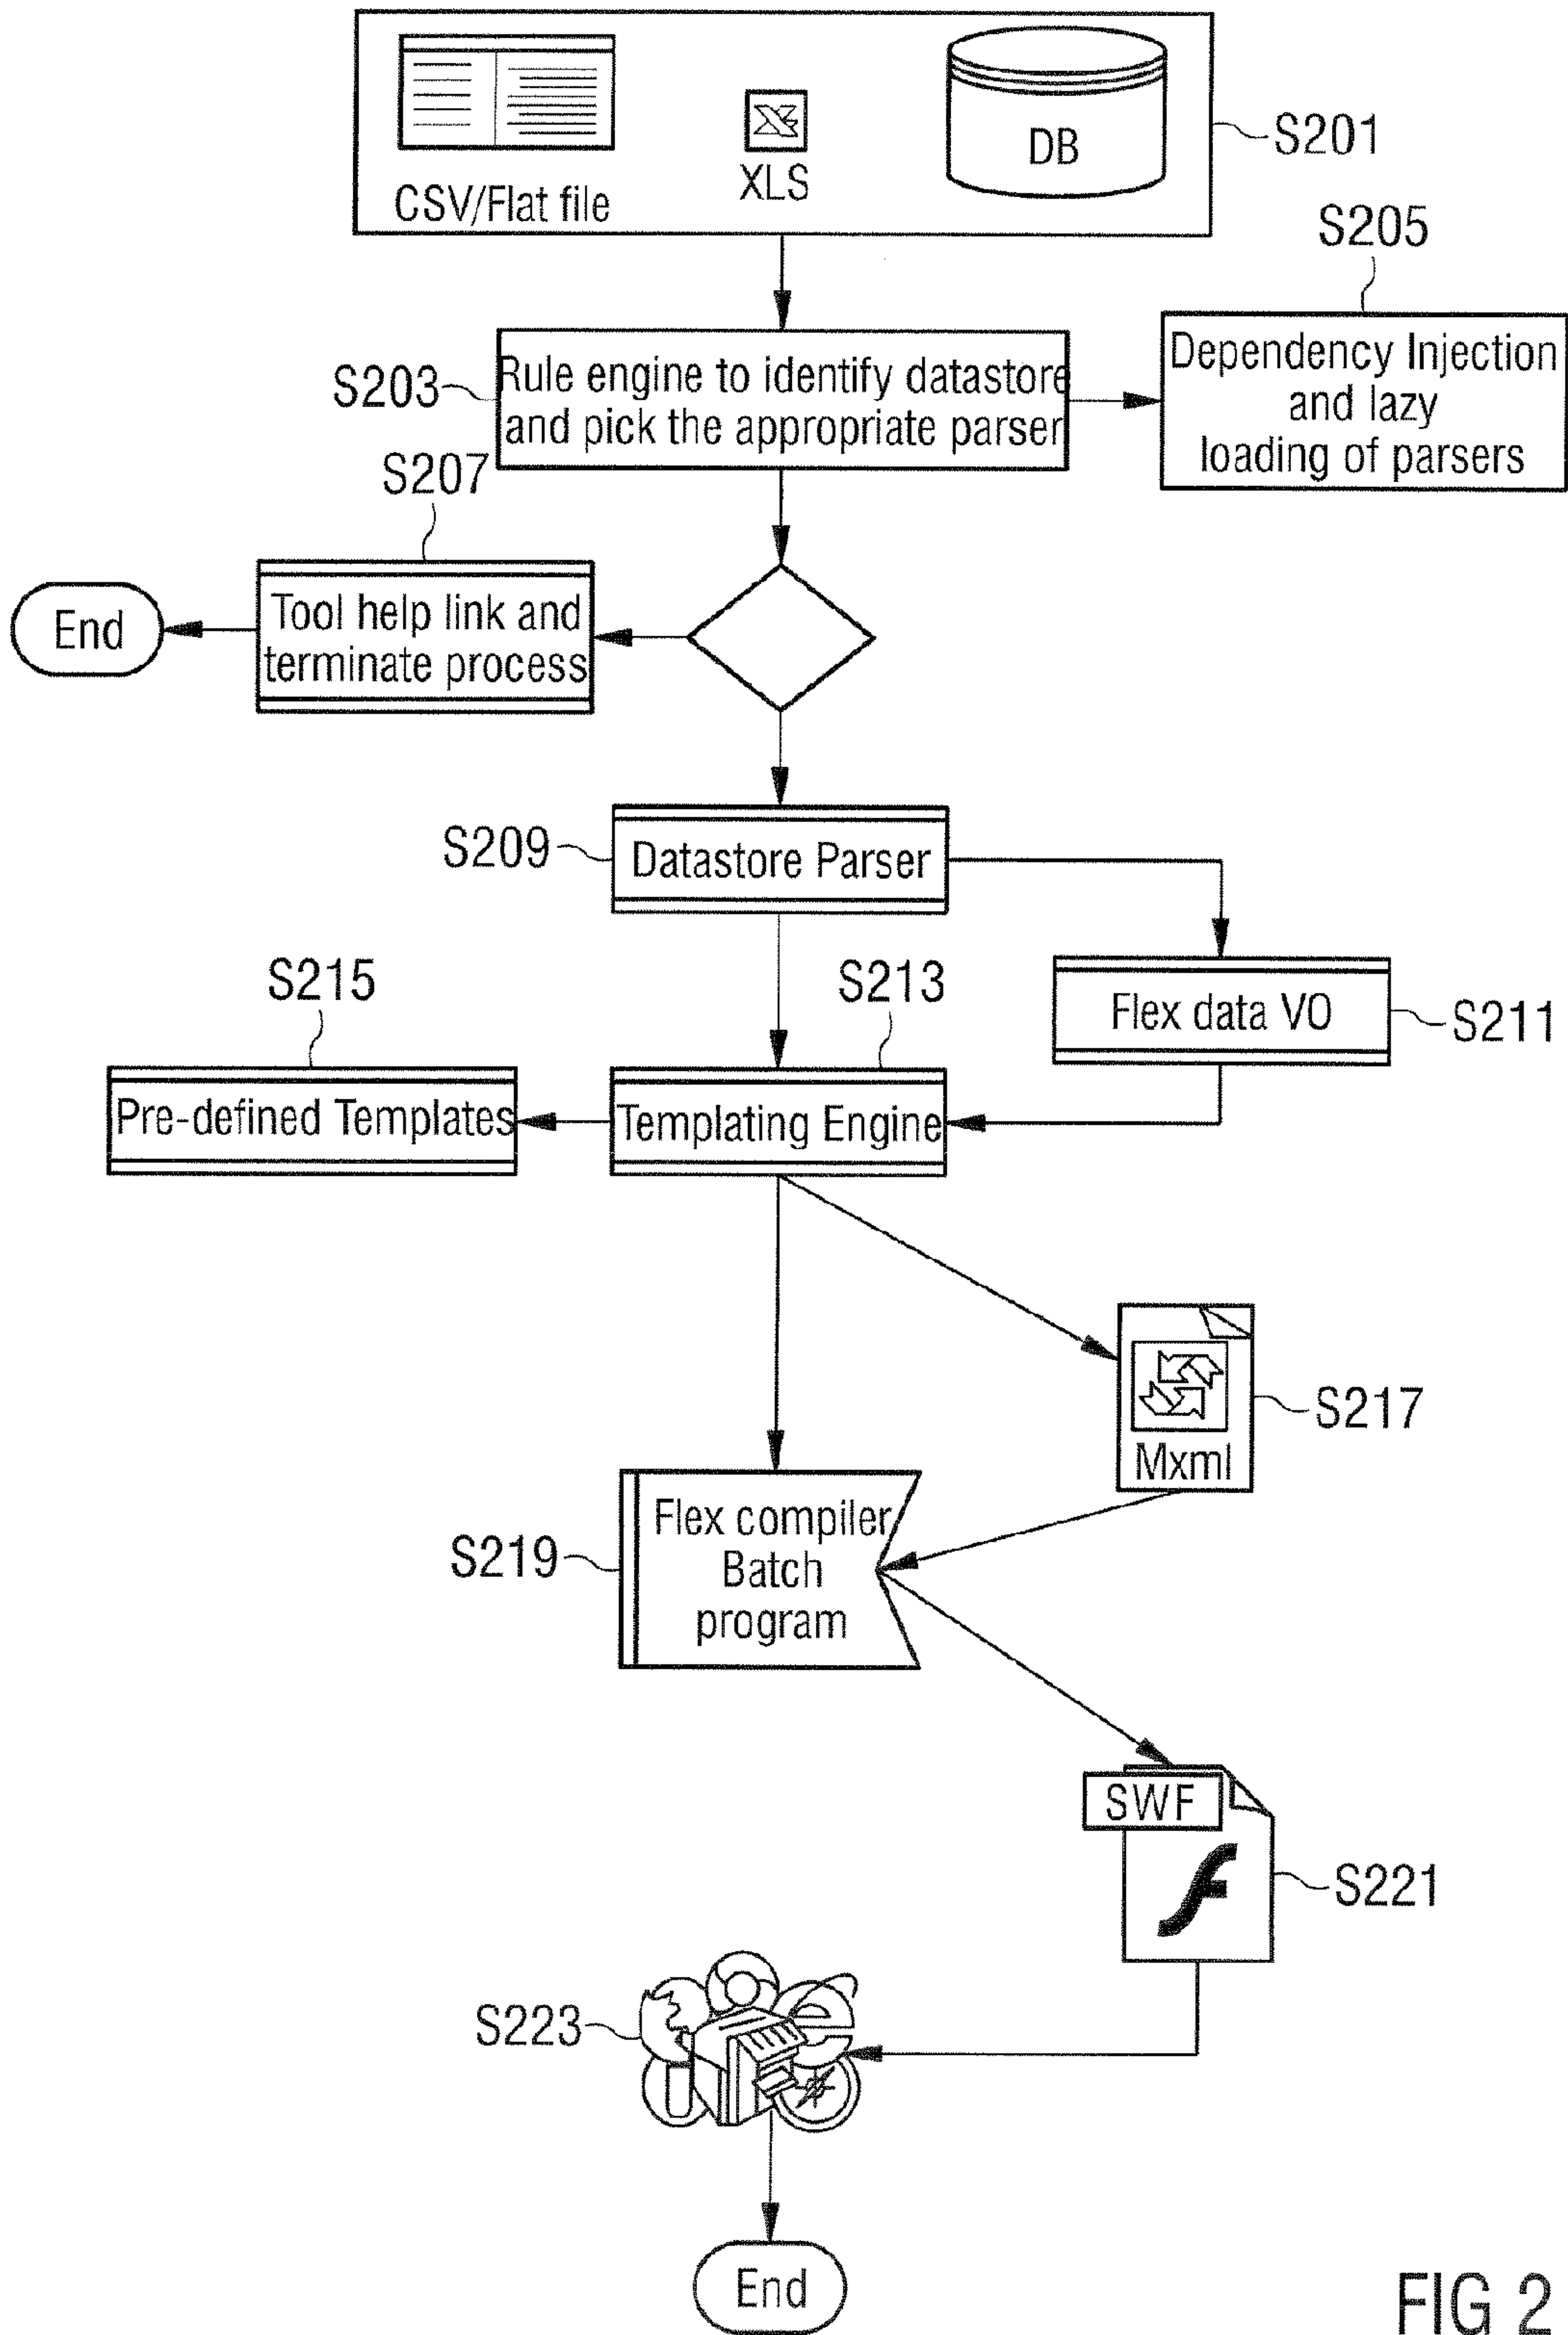 CSV/Flat file
XLS
DB
S201
S205
S203
Rule engine to identify datastore
and pick the appropriate parser
Dependency Injection
and lazy
loading of parsers
S207
End
Tool help link and
terminate process
S209
Datastore Parser
S215
S213
Flex data VO
S211
Pre-defined Templates
Templating Engine
Mxml
S217
S219
Flex compiler
Batch
program
SWF
S221
S223
End
FIG 2